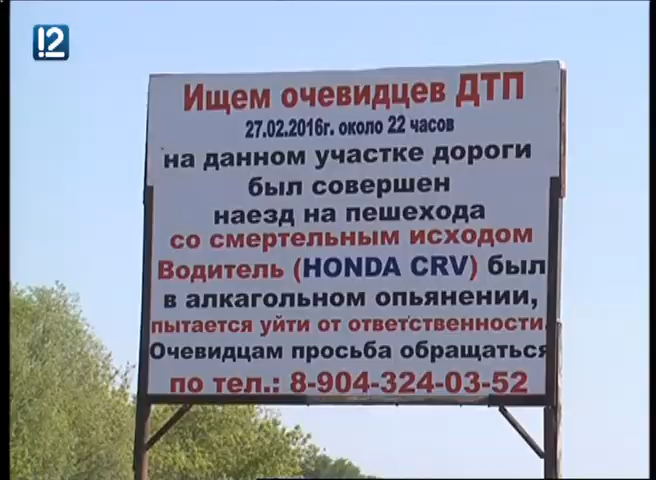 12
Ищем очевидцев ДТП
27.02.2016г. около 22 часов
на данном участке дороги
был совершен
наезд на пешехода
со смертельным исходом
Водитель (HONDA CRV) был
в алкагольном опьянении,
пытается уйти от ответственности.
Очевидцам просьба обращаться
по тел.: 8-904-324-03-52